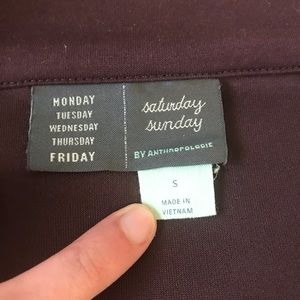 MONDAY
TUESDAY
WEDNESDAY
THURSDAY
FRIDAY
saturday
sunday
BY ANTHROPOLOGIE
S
MADE IN
VIETNAM